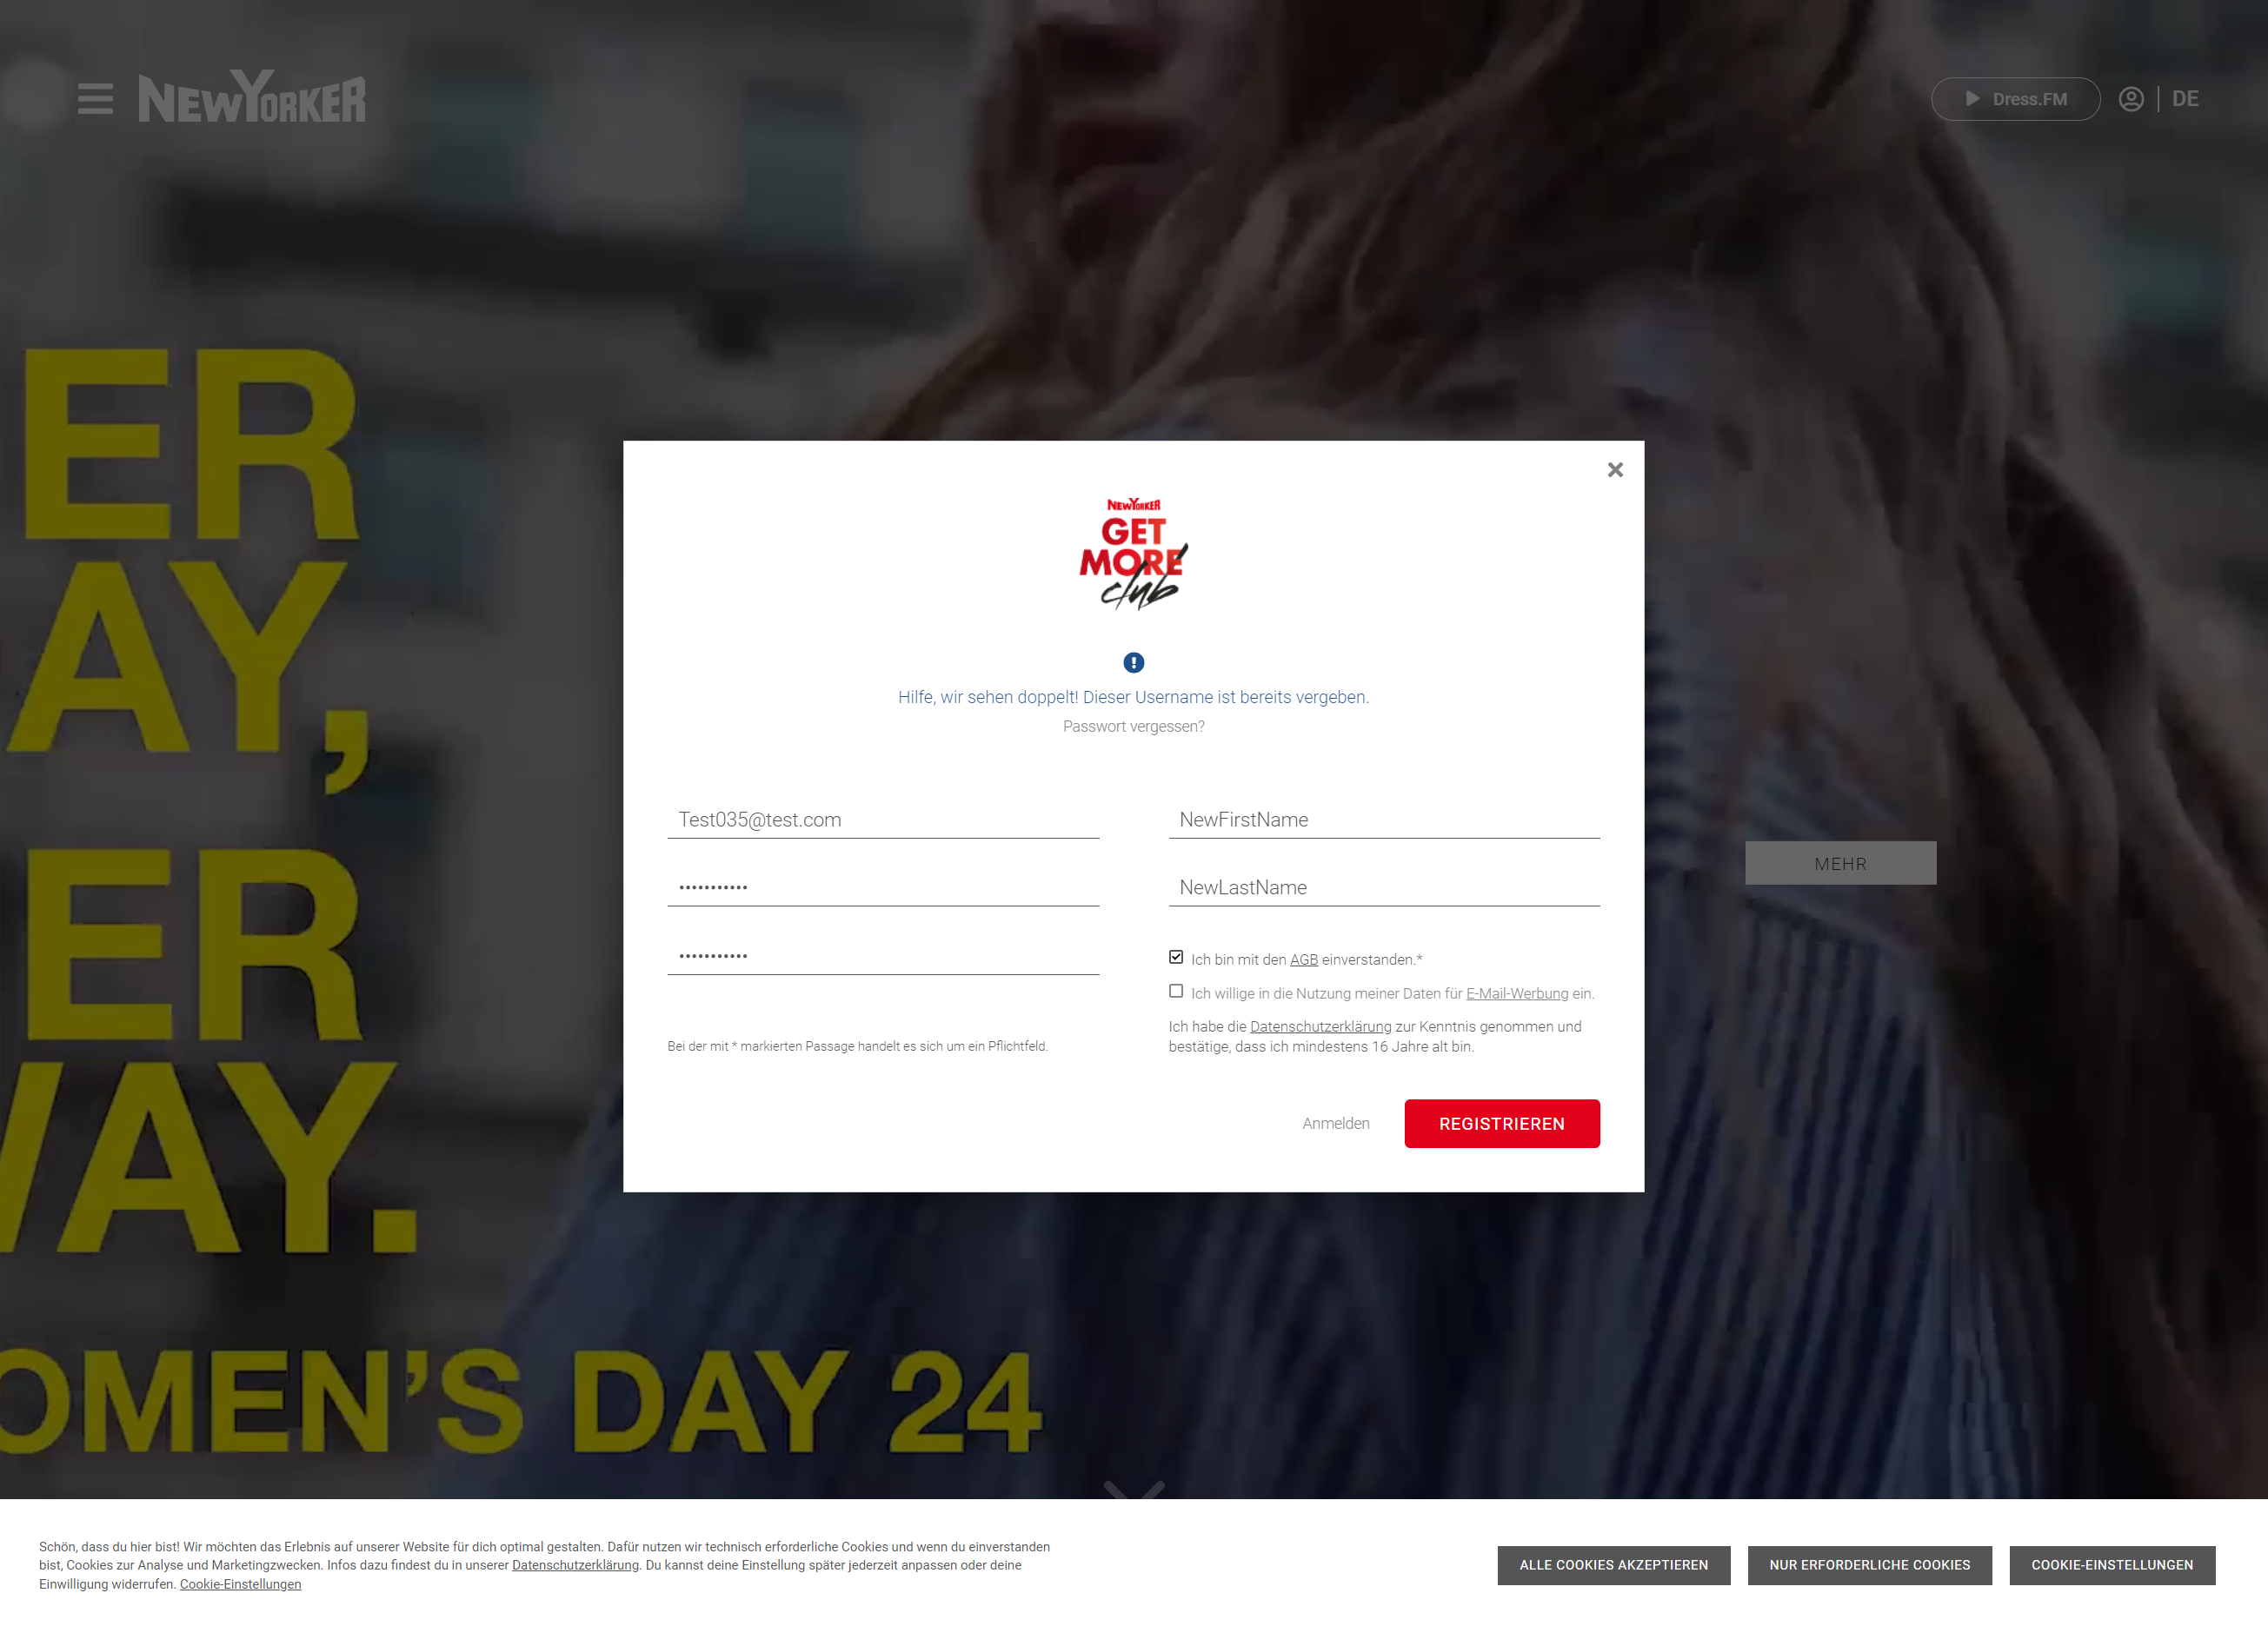 NEWYORKER
Dress.FM
DE
ER
AY,
ER
WAY.
OMEN'S DAY 24
NEWYORKER
GET
MORE
club
Hilfe, wir sehen doppelt! Dieser Username ist bereits vergeben.
Passwort vergessen?
Test035@test.com
NewFirstName
•••••••••••
NewLastName
•••••••••••
Ich bin mit den AGB einverstanden.*
Ich willige in die Nutzung meiner Daten für E-Mail-Werbung ein.
Ich habe die Datenschutzerklärung zur Kenntnis genommen und
bestätige, dass ich mindestens 16 Jahre alt bin.
Bei der mit * markierten Passage handelt es sich um ein Pflichtfeld.
Anmelden
REGISTRIEREN
MEHR
Schön, dass du hier bist! Wir möchten das Erlebnis auf unserer Website für dich optimal gestalten. Dafür nutzen wir technisch erforderliche Cookies und wenn du einverstanden
bist, Cookies zur Analyse und Marketingzwecken. Infos dazu findest du in unserer Datenschutzerklärung. Du kannst deine Einstellung später jederzeit anpassen oder deine
Einwilligung widerrufen. Cookie-Einstellungen
ALLE COOKIES AKZEPTIEREN
NUR ERFORDERLICHE COOKIES
COOKIE-EINSTELLUNGEN